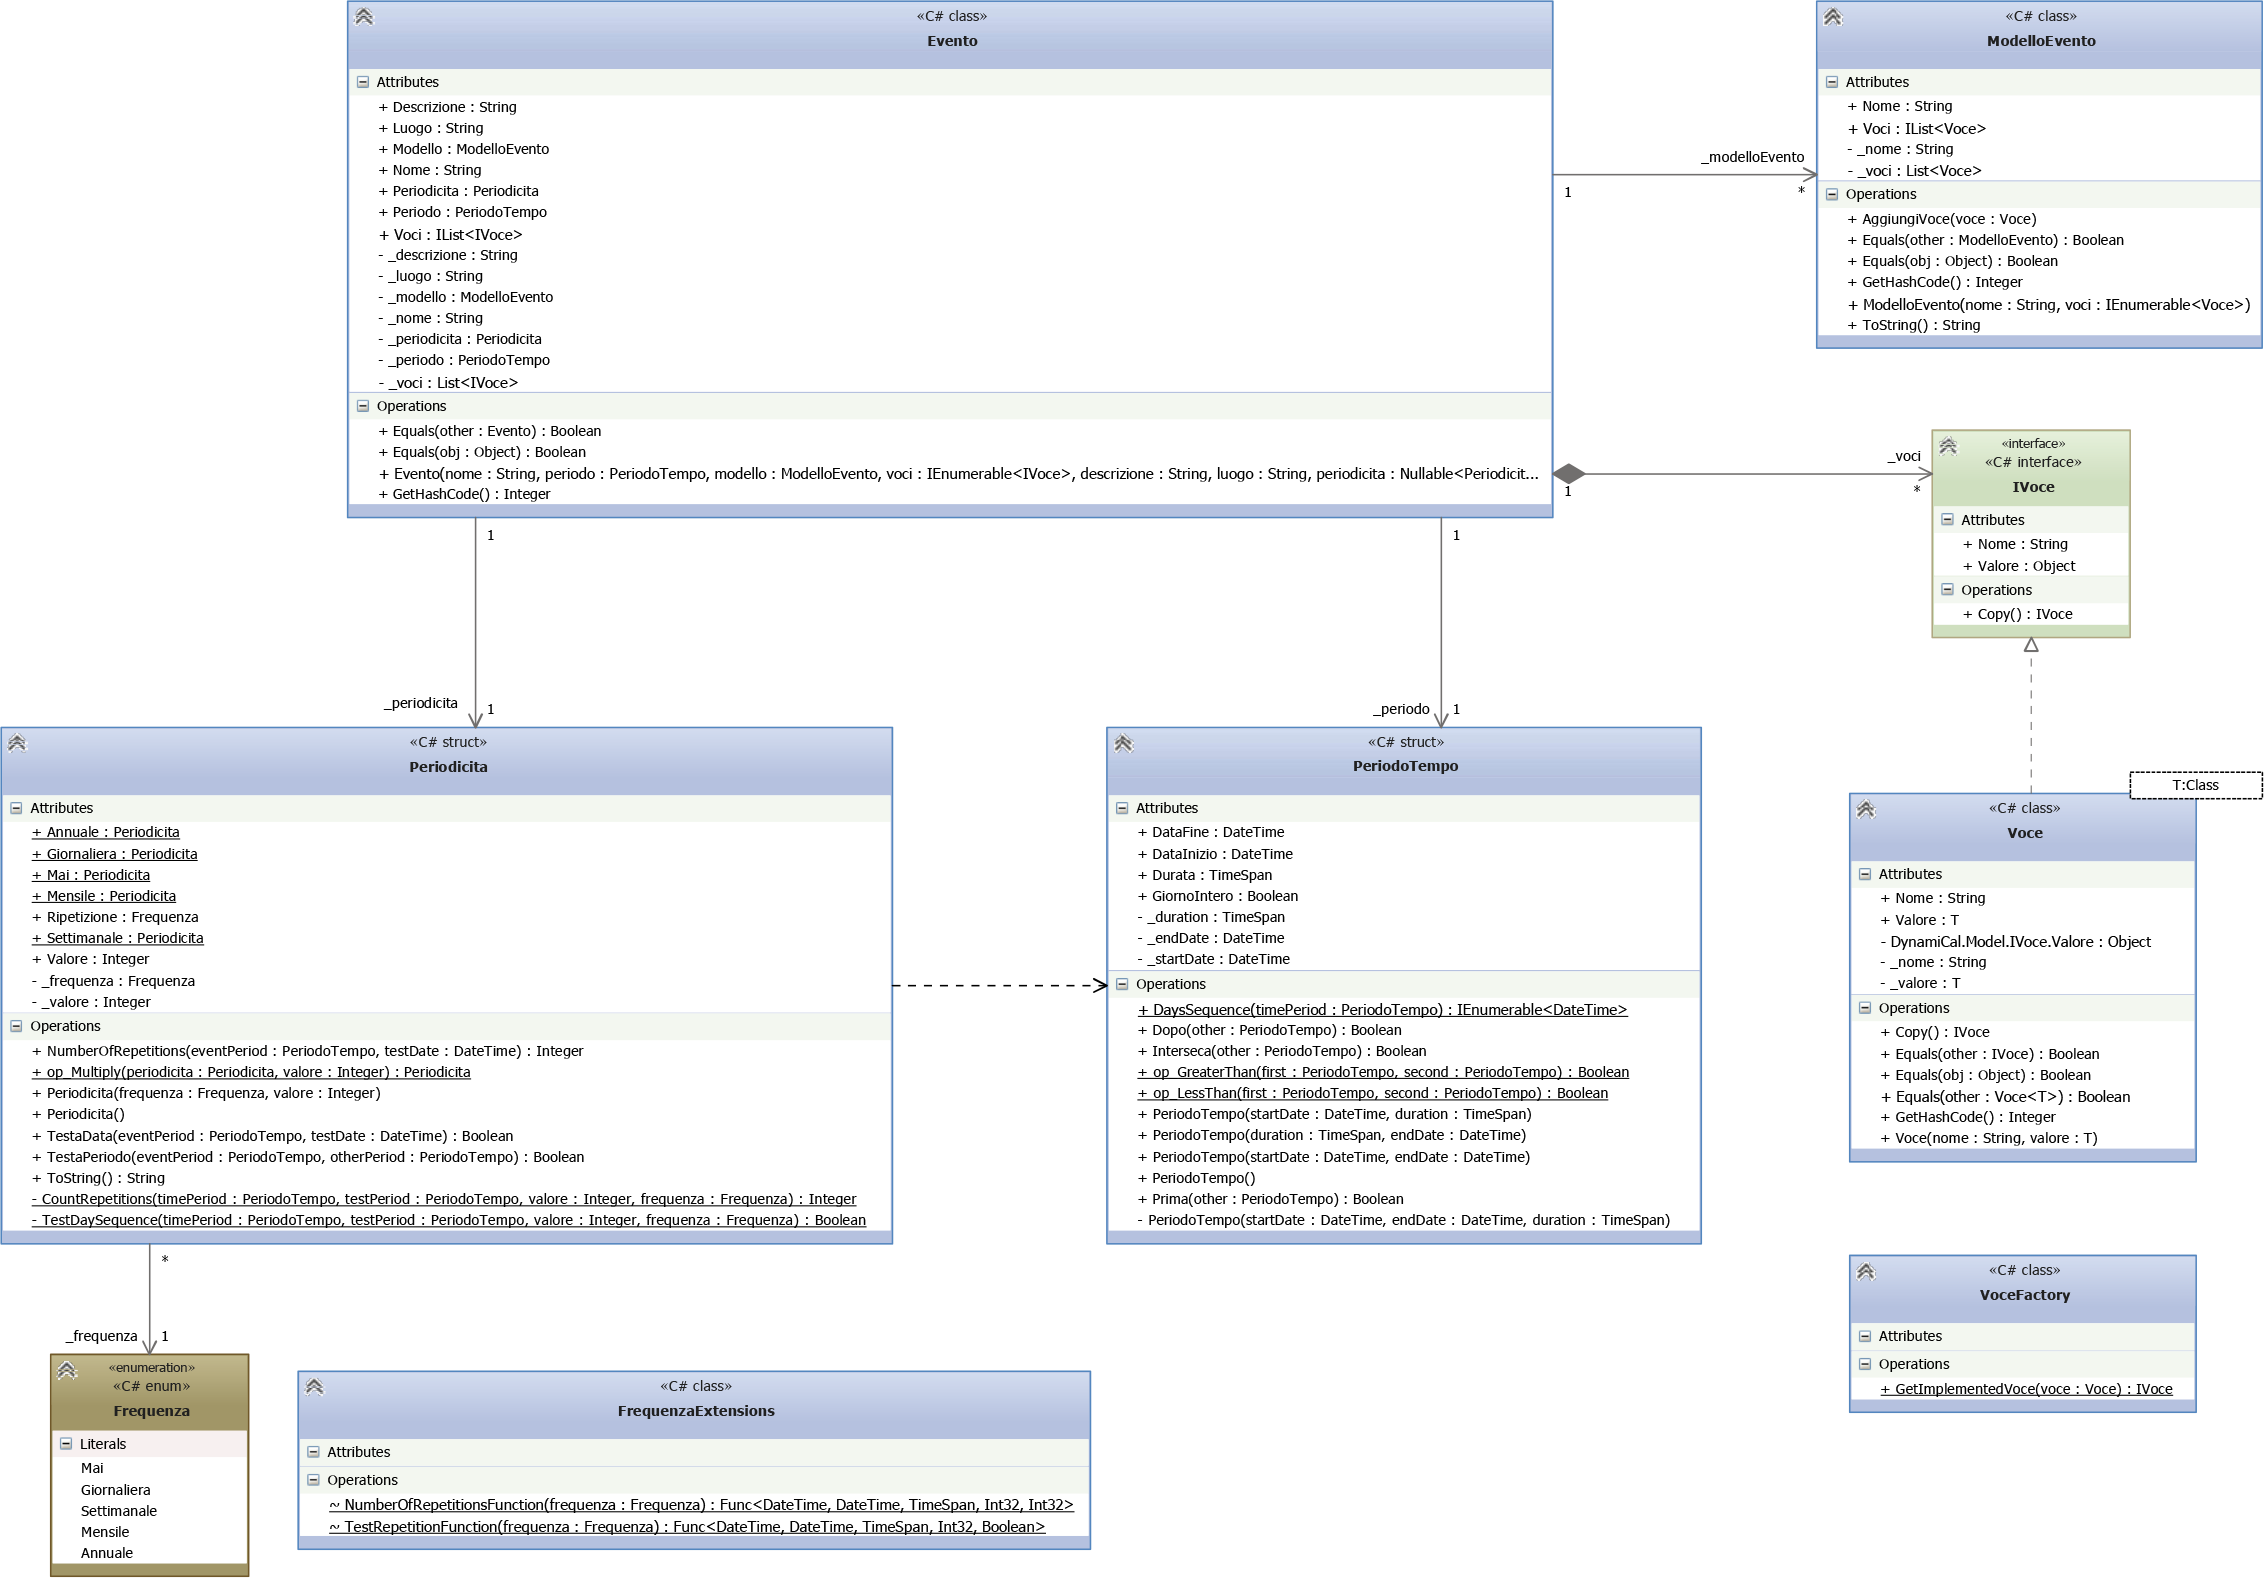 «C# class»
Evento
Attributes
+ Descrizione : String
+ Luogo : String
+ Modello : ModelloEvento
+ Nome : String
+ Periodicita : Periodicita
+ Periodo : PeriodoTempo
+ Voci : IList<IVoce>
- _descrizione : String
- _luogo : String
- _modello : ModelloEvento
- _nome : String
- _periodicita : Periodicita
- _periodo : PeriodoTempo
- _voci : List<IVoce>
Operations
+ Equals(other : Evento) : Boolean
+ Equals(obj : Object) : Boolean
+ Evento(nome : String, periodo : PeriodoTempo, modello : ModelloEvento, voci : IEnumerable<IVoce>, descrizione : String, luogo : String, periodicita : Nullable<Periodicit...
+ GetHashCode() : Integer
_modelloEvento
1
*
«C# class»
ModelloEvento
Attributes
+ Nome : String
+ Voci : IList<Voce>
- _nome : String
- _voci : List<Voce>
Operations
+ AggiungiVoce(voce : Voce)
+ Equals(other : ModelloEvento) : Boolean
+ Equals(obj : Object) : Boolean
+ GetHashCode() : Integer
+ ModelloEvento(nome : String, voci : IEnumerable<Voce>)
+ ToString() : String
_voci
1
*
«interface»
«C# interface»
IVoce
Attributes
+ Nome : String
+ Valore : Object
Operations
+ Copy() : IVoce
1
_periodicita
1
1
_periodo
1
«C# struct»
Periodicita
Attributes
+ Annuale : Periodicita
+ Giornaliera : Periodicita
+ Mai : Periodicita
+ Mensile : Periodicita
+ Ripetizione : Frequenza
+ Settimanale : Periodicita
+ Valore : Integer
- _frequenza : Frequenza
- _valore : Integer
Operations
+ NumberOfRepetitions(eventPeriod : PeriodoTempo, testDate : DateTime) : Integer
+ op_Multiply(periodicita : Periodicita, valore : Integer) : Periodicita
+ Periodicita(frequenza : Frequenza, valore : Integer)
+ Periodicita()
+ TestaData(eventPeriod : PeriodoTempo, testDate : DateTime) : Boolean
+ TestaPeriodo(eventPeriod : PeriodoTempo, otherPeriod : PeriodoTempo) : Boolean
+ ToString() : String
- CountRepetitions(timePeriod : PeriodoTempo, testPeriod : PeriodoTempo, valore : Integer, frequenza : Frequenza) : Integer
- TestDaySequence(timePeriod : PeriodoTempo, testPeriod : PeriodoTempo, valore : Integer, frequenza : Frequenza) : Boolean
«C# struct»
PeriodoTempo
Attributes
+ DataFine : DateTime
+ DataInizio : DateTime
+ Durata : TimeSpan
+ GiornoIntero : Boolean
- _duration : TimeSpan
- _endDate : DateTime
- _startDate : DateTime
Operations
+ DaysSequence(timePeriod : PeriodoTempo) : IEnumerable<DateTime>
+ Dopo(other : PeriodoTempo) : Boolean
+ Interseca(other : PeriodoTempo) : Boolean
+ op_GreaterThan(first : PeriodoTempo, second : PeriodoTempo) : Boolean
+ op_LessThan(first : PeriodoTempo, second : PeriodoTempo) : Boolean
+ PeriodoTempo(startDate : DateTime, duration : TimeSpan)
+ PeriodoTempo(duration : TimeSpan, endDate : DateTime)
+ PeriodoTempo(startDate : DateTime, endDate : DateTime)
+ PeriodoTempo()
+ Prima(other : PeriodoTempo) : Boolean
- PeriodoTempo(startDate : DateTime, endDate : DateTime, duration : TimeSpan)
T:Class
«C# class»
Voce
Attributes
+ Nome : String
+ Valore : T
- DynamiCal.Model.IVoce.Valore : Object
- _nome : String
- _valore : T
Operations
+ Copy() : IVoce
+ Equals(other : IVoce) : Boolean
+ Equals(obj : Object) : Boolean
+ Equals(other : Voce<T>) : Boolean
+ GetHashCode() : Integer
+ Voce(nome : String, valore : T)
*
_frequenza
1
«enumeration»
«C# enum»
Frequenza
Literals
Mai
Giornaliera
Settimanale
Mensile
Annuale
«C# class»
FrequenzaExtensions
Attributes
Operations
~ NumberOfRepetitionsFunction(frequenza : Frequenza) : Func<DateTime, DateTime, TimeSpan, Int32, Int32>
~ TestRepetitionFunction(frequenza : Frequenza) : Func<DateTime, DateTime, TimeSpan, Int32, Boolean>
«C# class»
VoceFactory
Attributes
Operations
+ GetImplementedVoce(voce : Voce) : IVoce